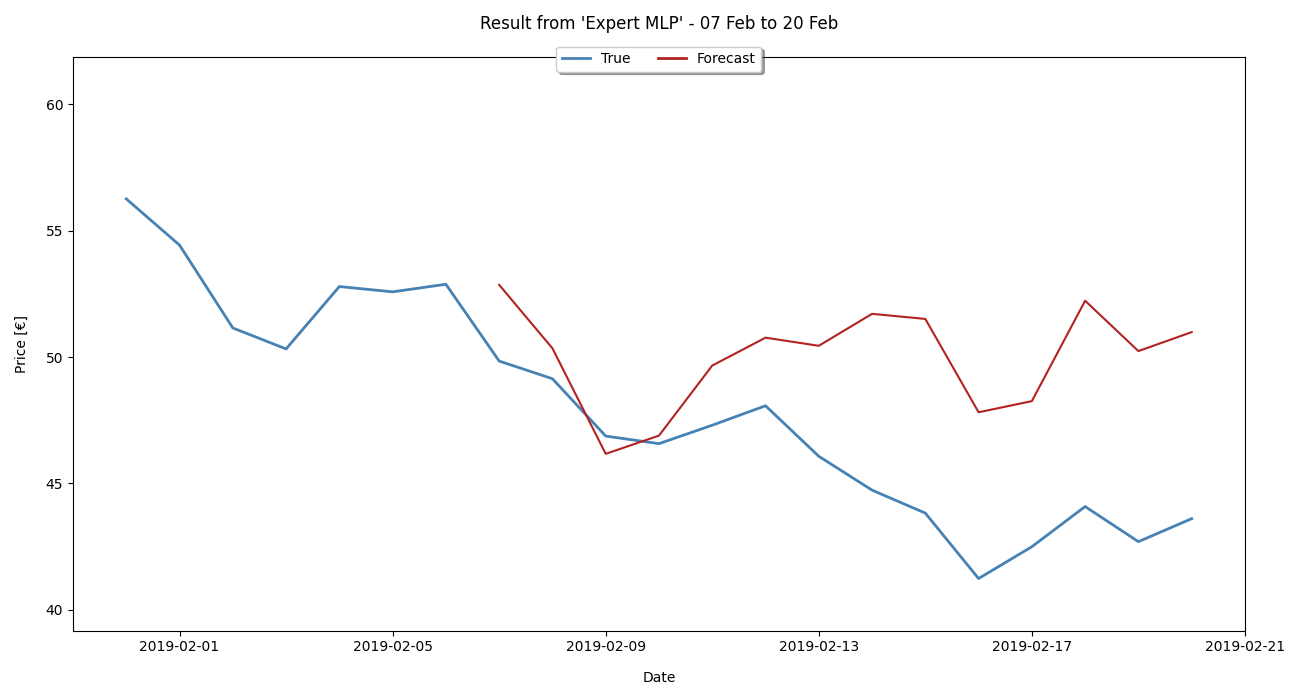 Result from 'Expert MLP' - 07 Feb to 20 Feb
True Forecast
60
55
50
45
40
Price [€]
2019-02-01 2019-02-05 2019-02-09 2019-02-13 2019-02-17 2019-02-21
Date